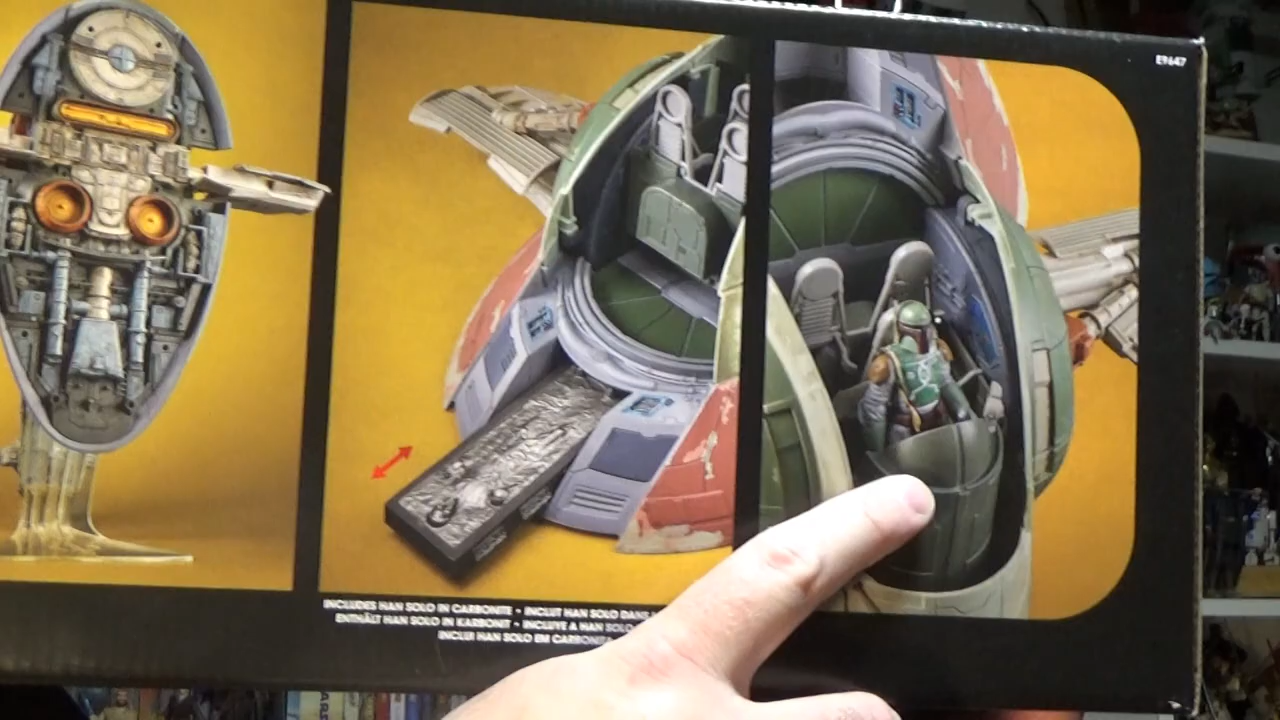 E9647
INCLUDES HAN SOLO IN CARBONITE - INCLUT HAN SOLO DANS
ENTHÄLT HAN SOLO IN KARBONIT - INCLUYE A HAN SOLO
INCLUI HAN SOLO EM CARBONITA